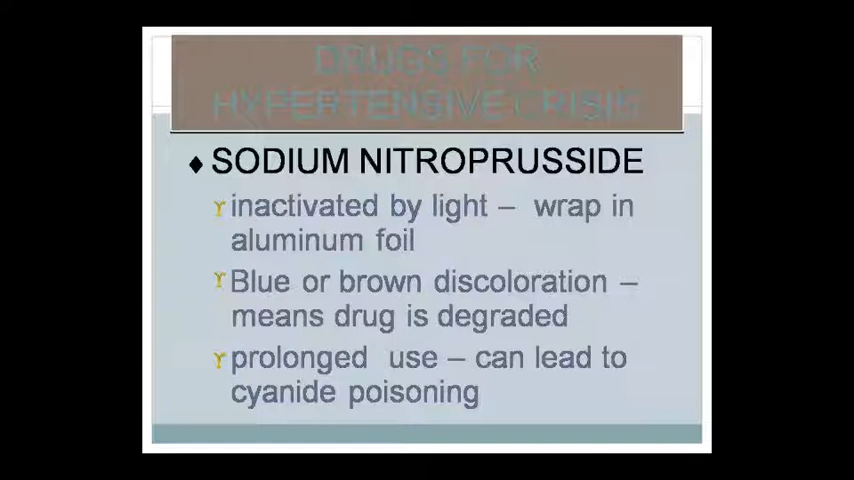 DRUGS FOR
HYPERTENSIVE CRISIS
♦ SODIUM NITROPRUSSIDE
inactivated by light – wrap in
aluminum foil
Blue or brown discoloration –
means drug is degraded
prolonged use – can lead to
cyanide poisoning